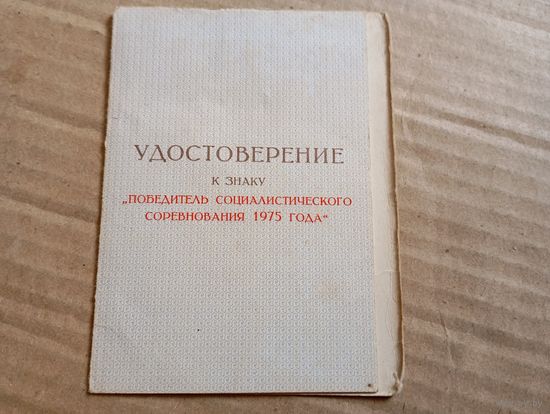 УДОСТОВЕРЕНИЕ
К ЗНАКУ
„ПОБЕДИТЕЛЬ СОЦИАЛИСТИЧЕСКОГО
СОРЕВНОВАНИЯ 1975 ГОДА“